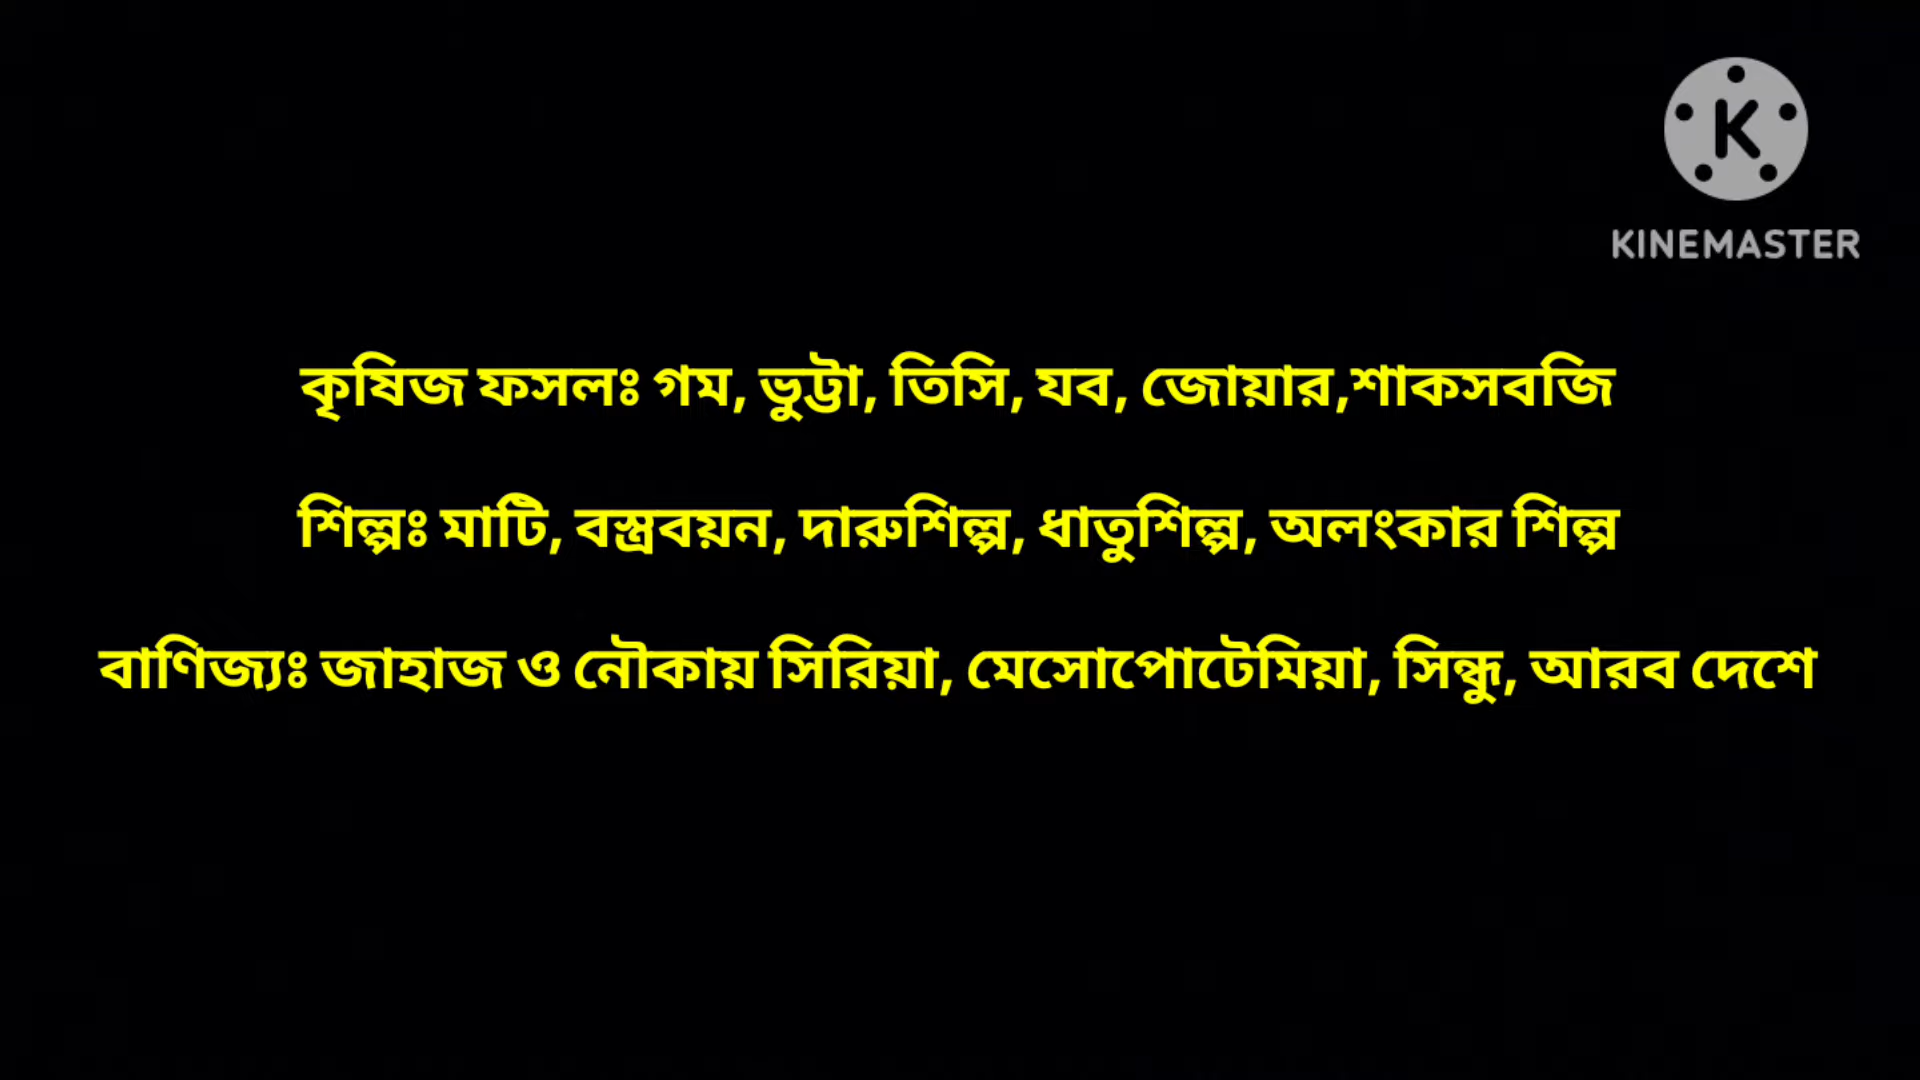 KINEMASTER
কৃষিজ ফসলঃ গম, ভুট্টা, তিসি, যব, জোয়ার,শাকসবজি
শিল্পঃ মাটি, বস্ত্রবয়ন, দারুশিল্প, ধাতুশিল্প, অলংকার শিল্প
বাণিজ্যঃ জাহাজ ও নৌকায় সিরিয়া, মেসোপোটেমিয়া, সিন্ধু, আরব দেশে